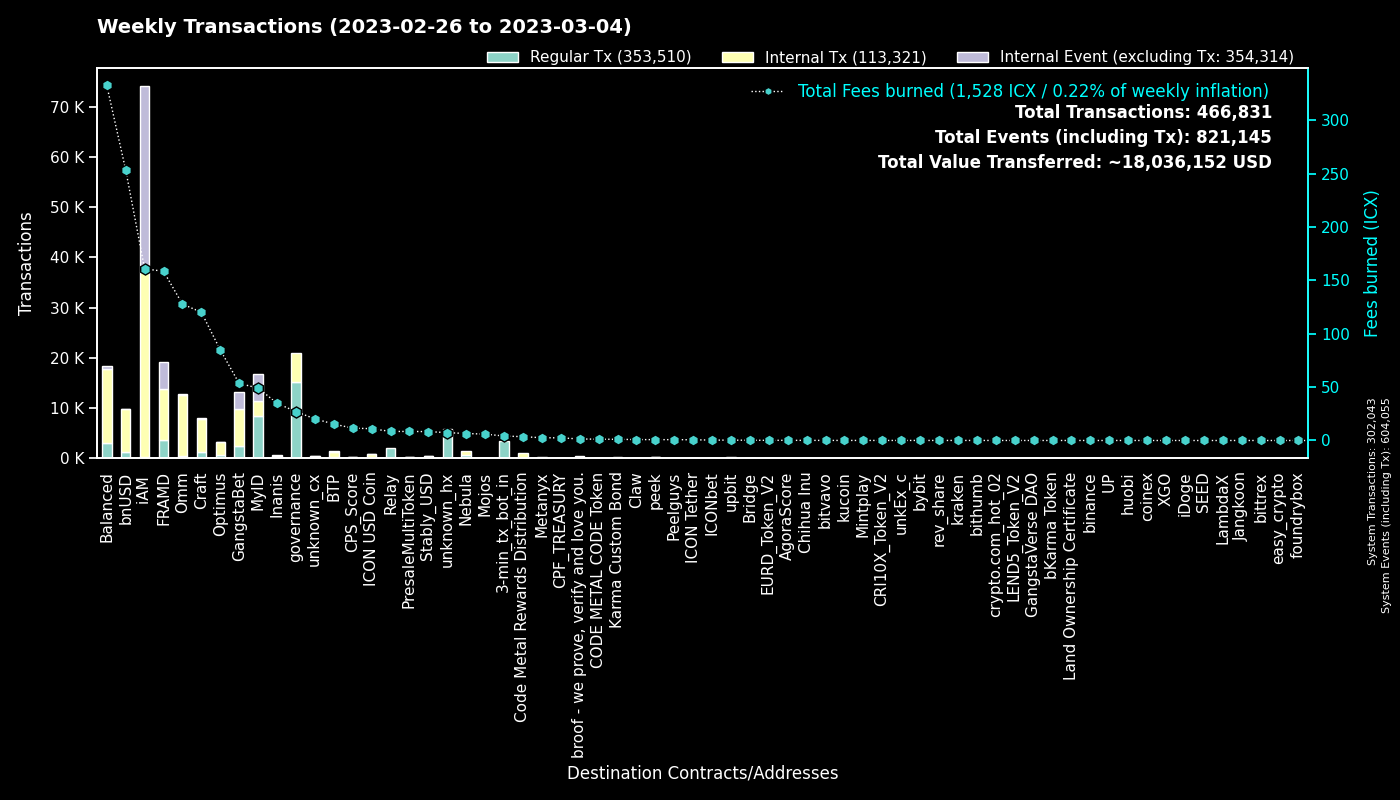 Weekly Transactions (2023-02-26 to 2023-03-04)
Regular Tx (353,510)
Internal Tx (113,321)
Internal Event (excluding Tx: 354,314)
Total Fees burned (1,528 ICX / 0.22% of weekly inflation)
Total Transactions: 466,831
Total Events (including Tx): 821,145
Total Value Transferred: ~18,036,152 USD
Transactions
70 K
60 K
50 K
40 K
30 K
20 K
10 K
0 K
300
250
200
150
100
50
0
Fees burned (ICX)
System Transactions: 302,043
System Events (including Tx): 604,055
Balanced
bnUSD
iAM
FRAMD
Omm
Craft
Optimus
GangstaBet
MyID
Inanis
governance
unknown_cx
BTP
CPS_Score
ICON_USD_Coin
Relay
PresaleMultiToken
Stably_USD
unknown_hx
Nebula
Mojos
3-min_tx_bot_in
Code Metal Rewards Distribution
Metanyx
CPF_TREASURY
broof - we prove, verify and love you.
CODE METAL CODE Token
Karma Custom Bond
Claw
peek
Peelguys
ICON Tether
ICONbet
upbit
Bridge
EURD_Token_V2
AgoraScore
Chihua Inu
bitvavo
kucoin
Mintplay
CRI10X_Token_V2
unkEx_c
bybit
rev_share
kraken
bithumb
crypto.com_hot_02
LEND5_Token_V2
GangstaVerse DAO
bKarma Token
Land Ownership Certificate
binance
UP
huobi
coinex
XGO
iDoge
SEED
LambdaX
Jangkoon
bittrex
easy_crypto
foundrybox
Destination Contracts/Addresses